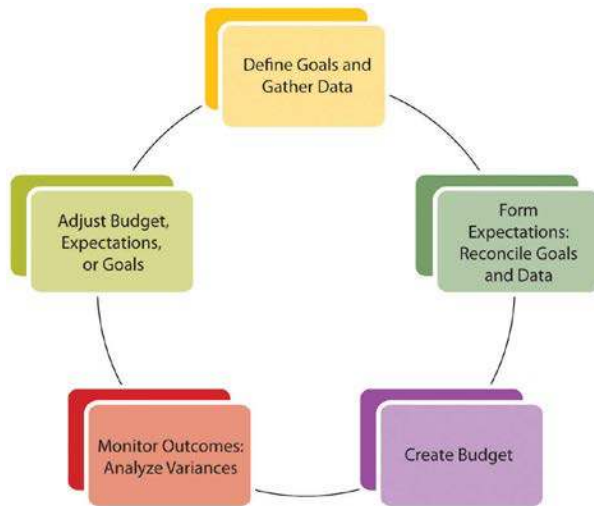 Define Goals and
Gather Data
Form
Expectations:
Reconcile Goals
and Data
Create Budget
Monitor Outcomes:
Analyze Variances
Adjust Budget,
Expectations,
or Goals